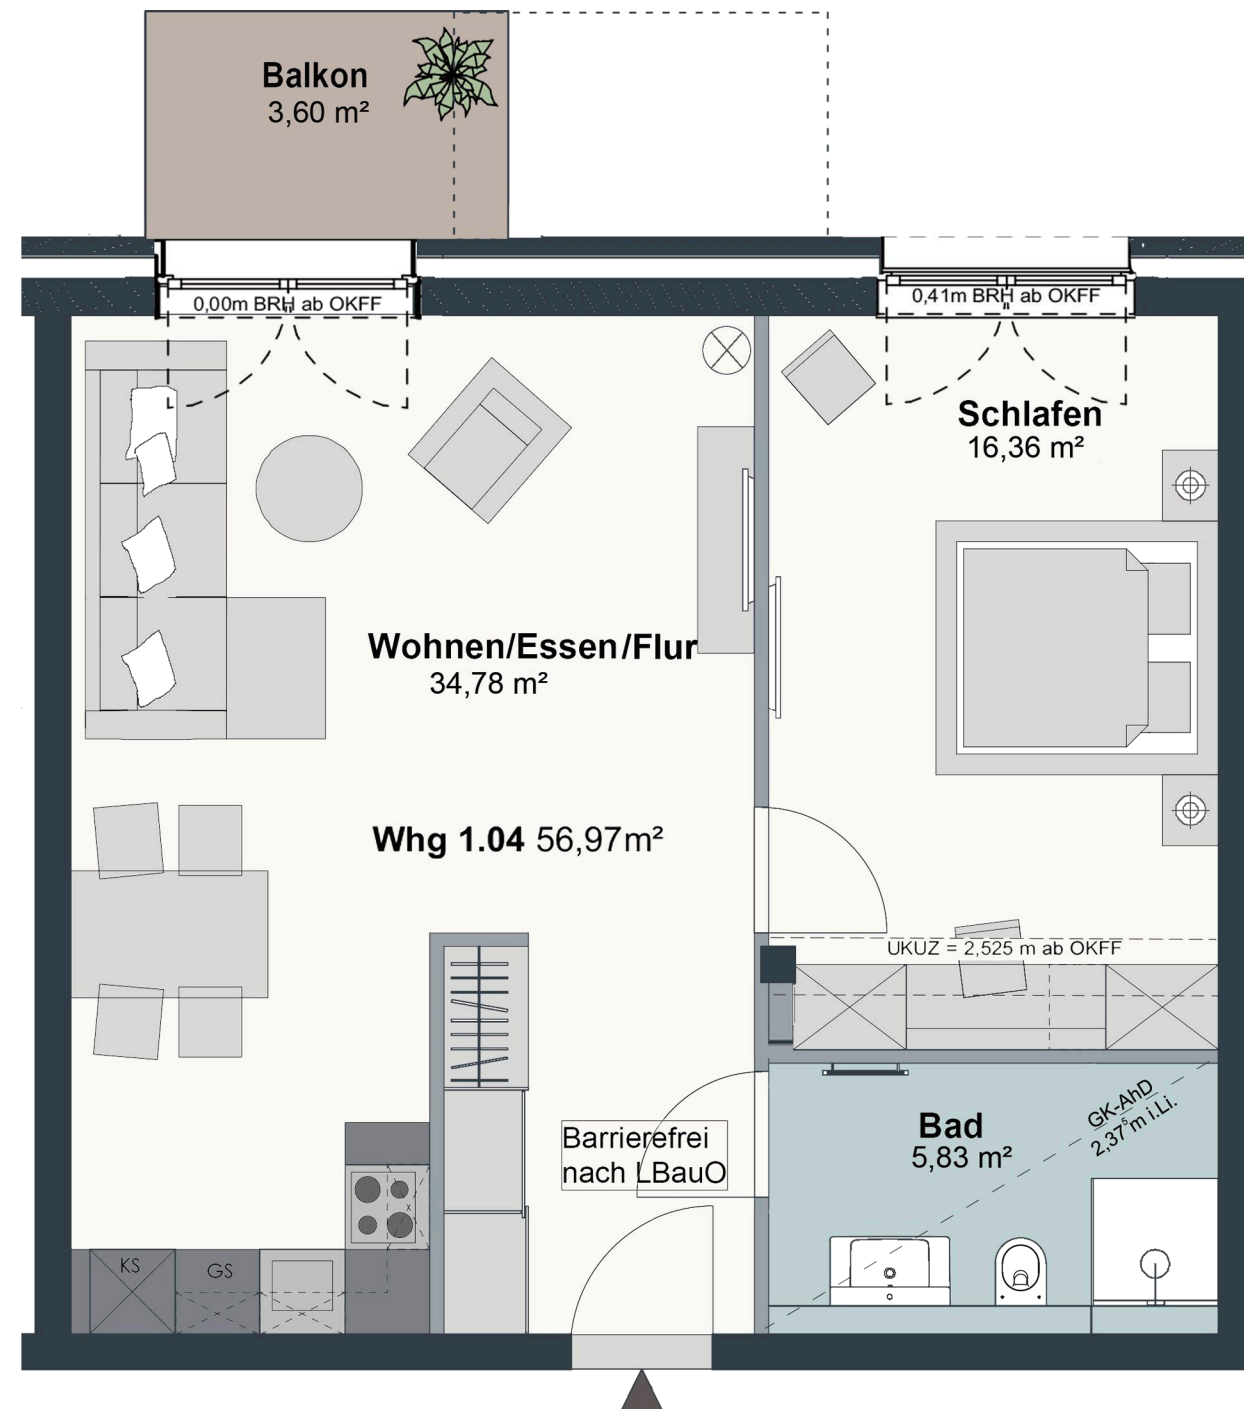 Balkon
3,60 m²
0,00m BRH ab OKFF
0,41m BRH ab OKFF
Schlafen
16,36 m²
Wohnen/Essen/Flur
34,78 m²
Whg 1.04 56,97m²
UKUZ = 2,525 m ab OKFF
GK-AhD
2,37⁵m i.Li.
Bad
5,83 m²
Barrierefrei
nach LBauO
KS
GS